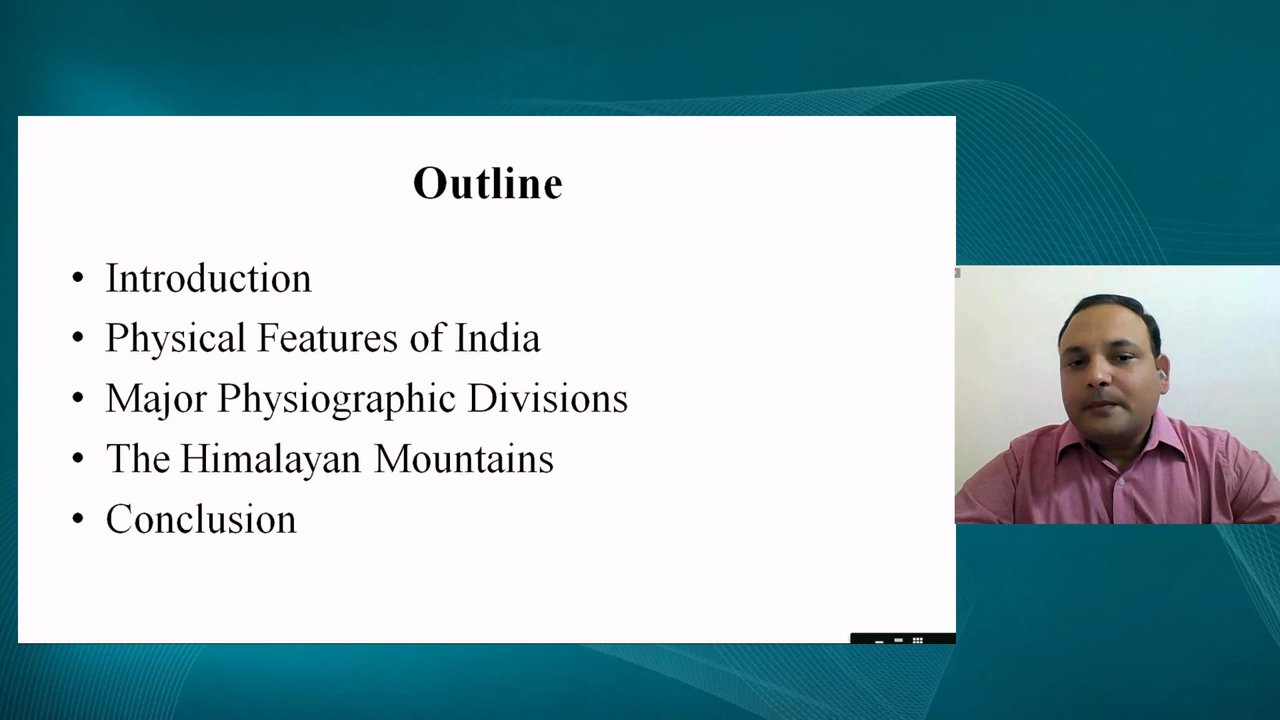 Outline
• Introduction
• Physical Features of India
• Major Physiographic Divisions
• The Himalayan Mountains
• Conclusion